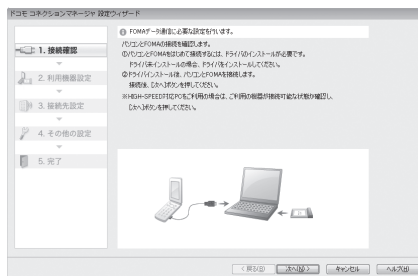 ドコモ コネクションマネージャ 設定ウィザード
FOMAデータ通信に必要な設定を行います。
1. 接続確認
2. 利用機器設定
3. 接続先設定
4. その他の設定
5. 完了
パソコンとFOMAの接続を確認します。
①パソコンとFOMAをはじめて接続するには、ドライバのインストールが必要です。
ドライバ未インストールの場合、ドライバをインストールしてください。
②ドライバインストール後、パソコンとFOMAを接続します。
接続後、[次へ]ボタンを押してください。
※HIGH-SPEED対応PCをご利用の場合は、ご利用の機器が接続可能な状態か確認し、
[次へ]ボタンを押してください。
<戻る(B) 次へ(N)> キャンセル ヘルプ(H)